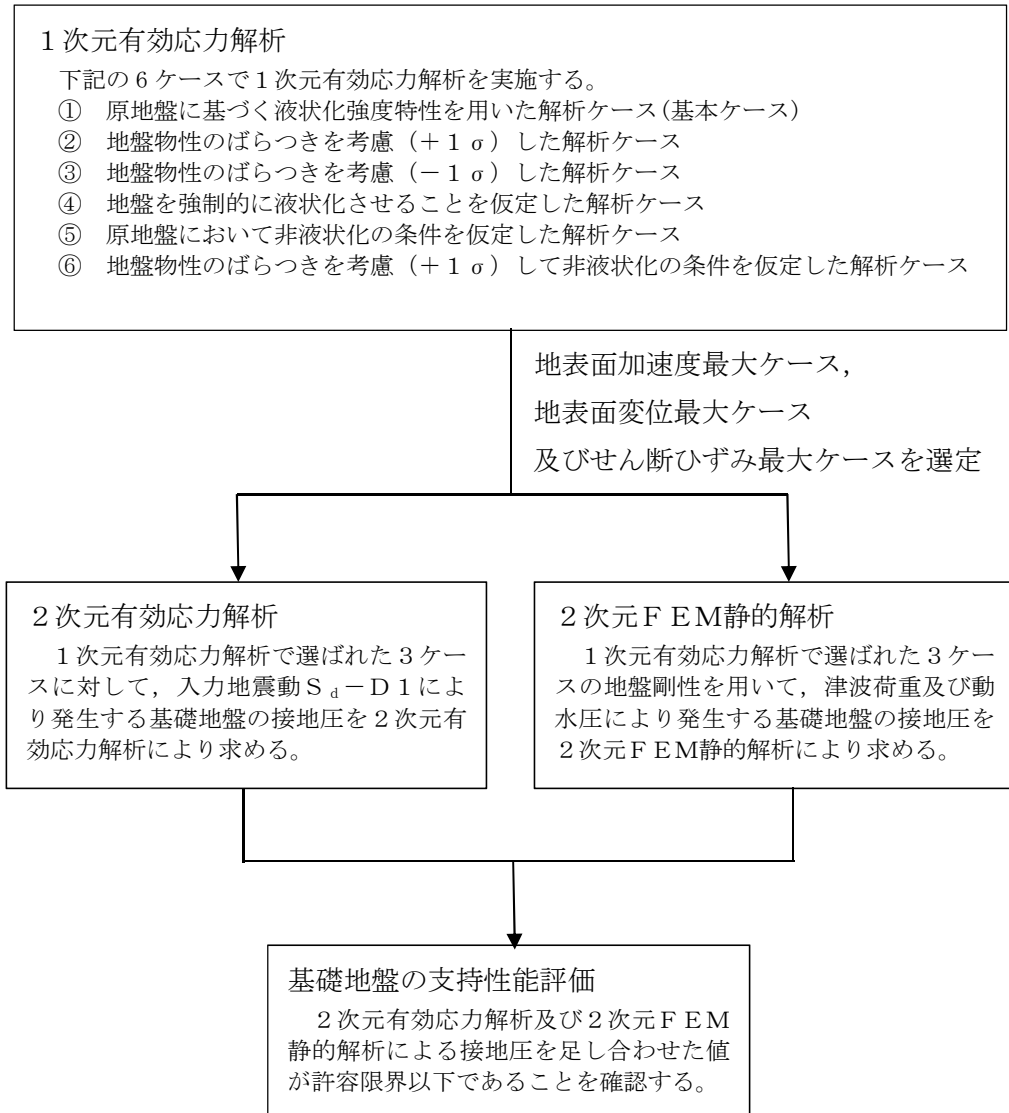 １次元有効応力解析
下記の６ケースで１次元有効応力解析を実施する。
①　原地盤に基づく液状化強度特性を用いた解析ケース(基本ケース)
②　地盤物性のばらつきを考慮（＋１σ）した解析ケース
③　地盤物性のばらつきを考慮（－１σ）した解析ケース
④　地盤を強制的に液状化させることを仮定した解析ケース
⑤　原地盤において非液状化の条件を仮定した解析ケース
⑥　地盤物性のばらつきを考慮（＋１σ）して非液状化の条件を仮定した解析ケース
地表面加速度最大ケース，
地表面変位最大ケース
及びせん断ひずみ最大ケースを選定
２次元有効応力解析
１次元有効応力解析で選ばれた３ケー
スに対して，入力地震動Ｓｄ－Ｄ１によ
り発生する基礎地盤の接地圧を２次元有
効応力解析により求める。
２次元ＦＥＭ静的解析
１次元有効応力解析で選ばれた３ケー
スの地盤剛性を用いて，津波荷重及び動
水圧により発生する基礎地盤の接地圧を
２次元ＦＥＭ静的解析により求める。
基礎地盤の支持性能評価
２次元有効応力解析及び２次元ＦＥＭ
静的解析による接地圧を足し合わせた値
が許容限界以下であることを確認する。